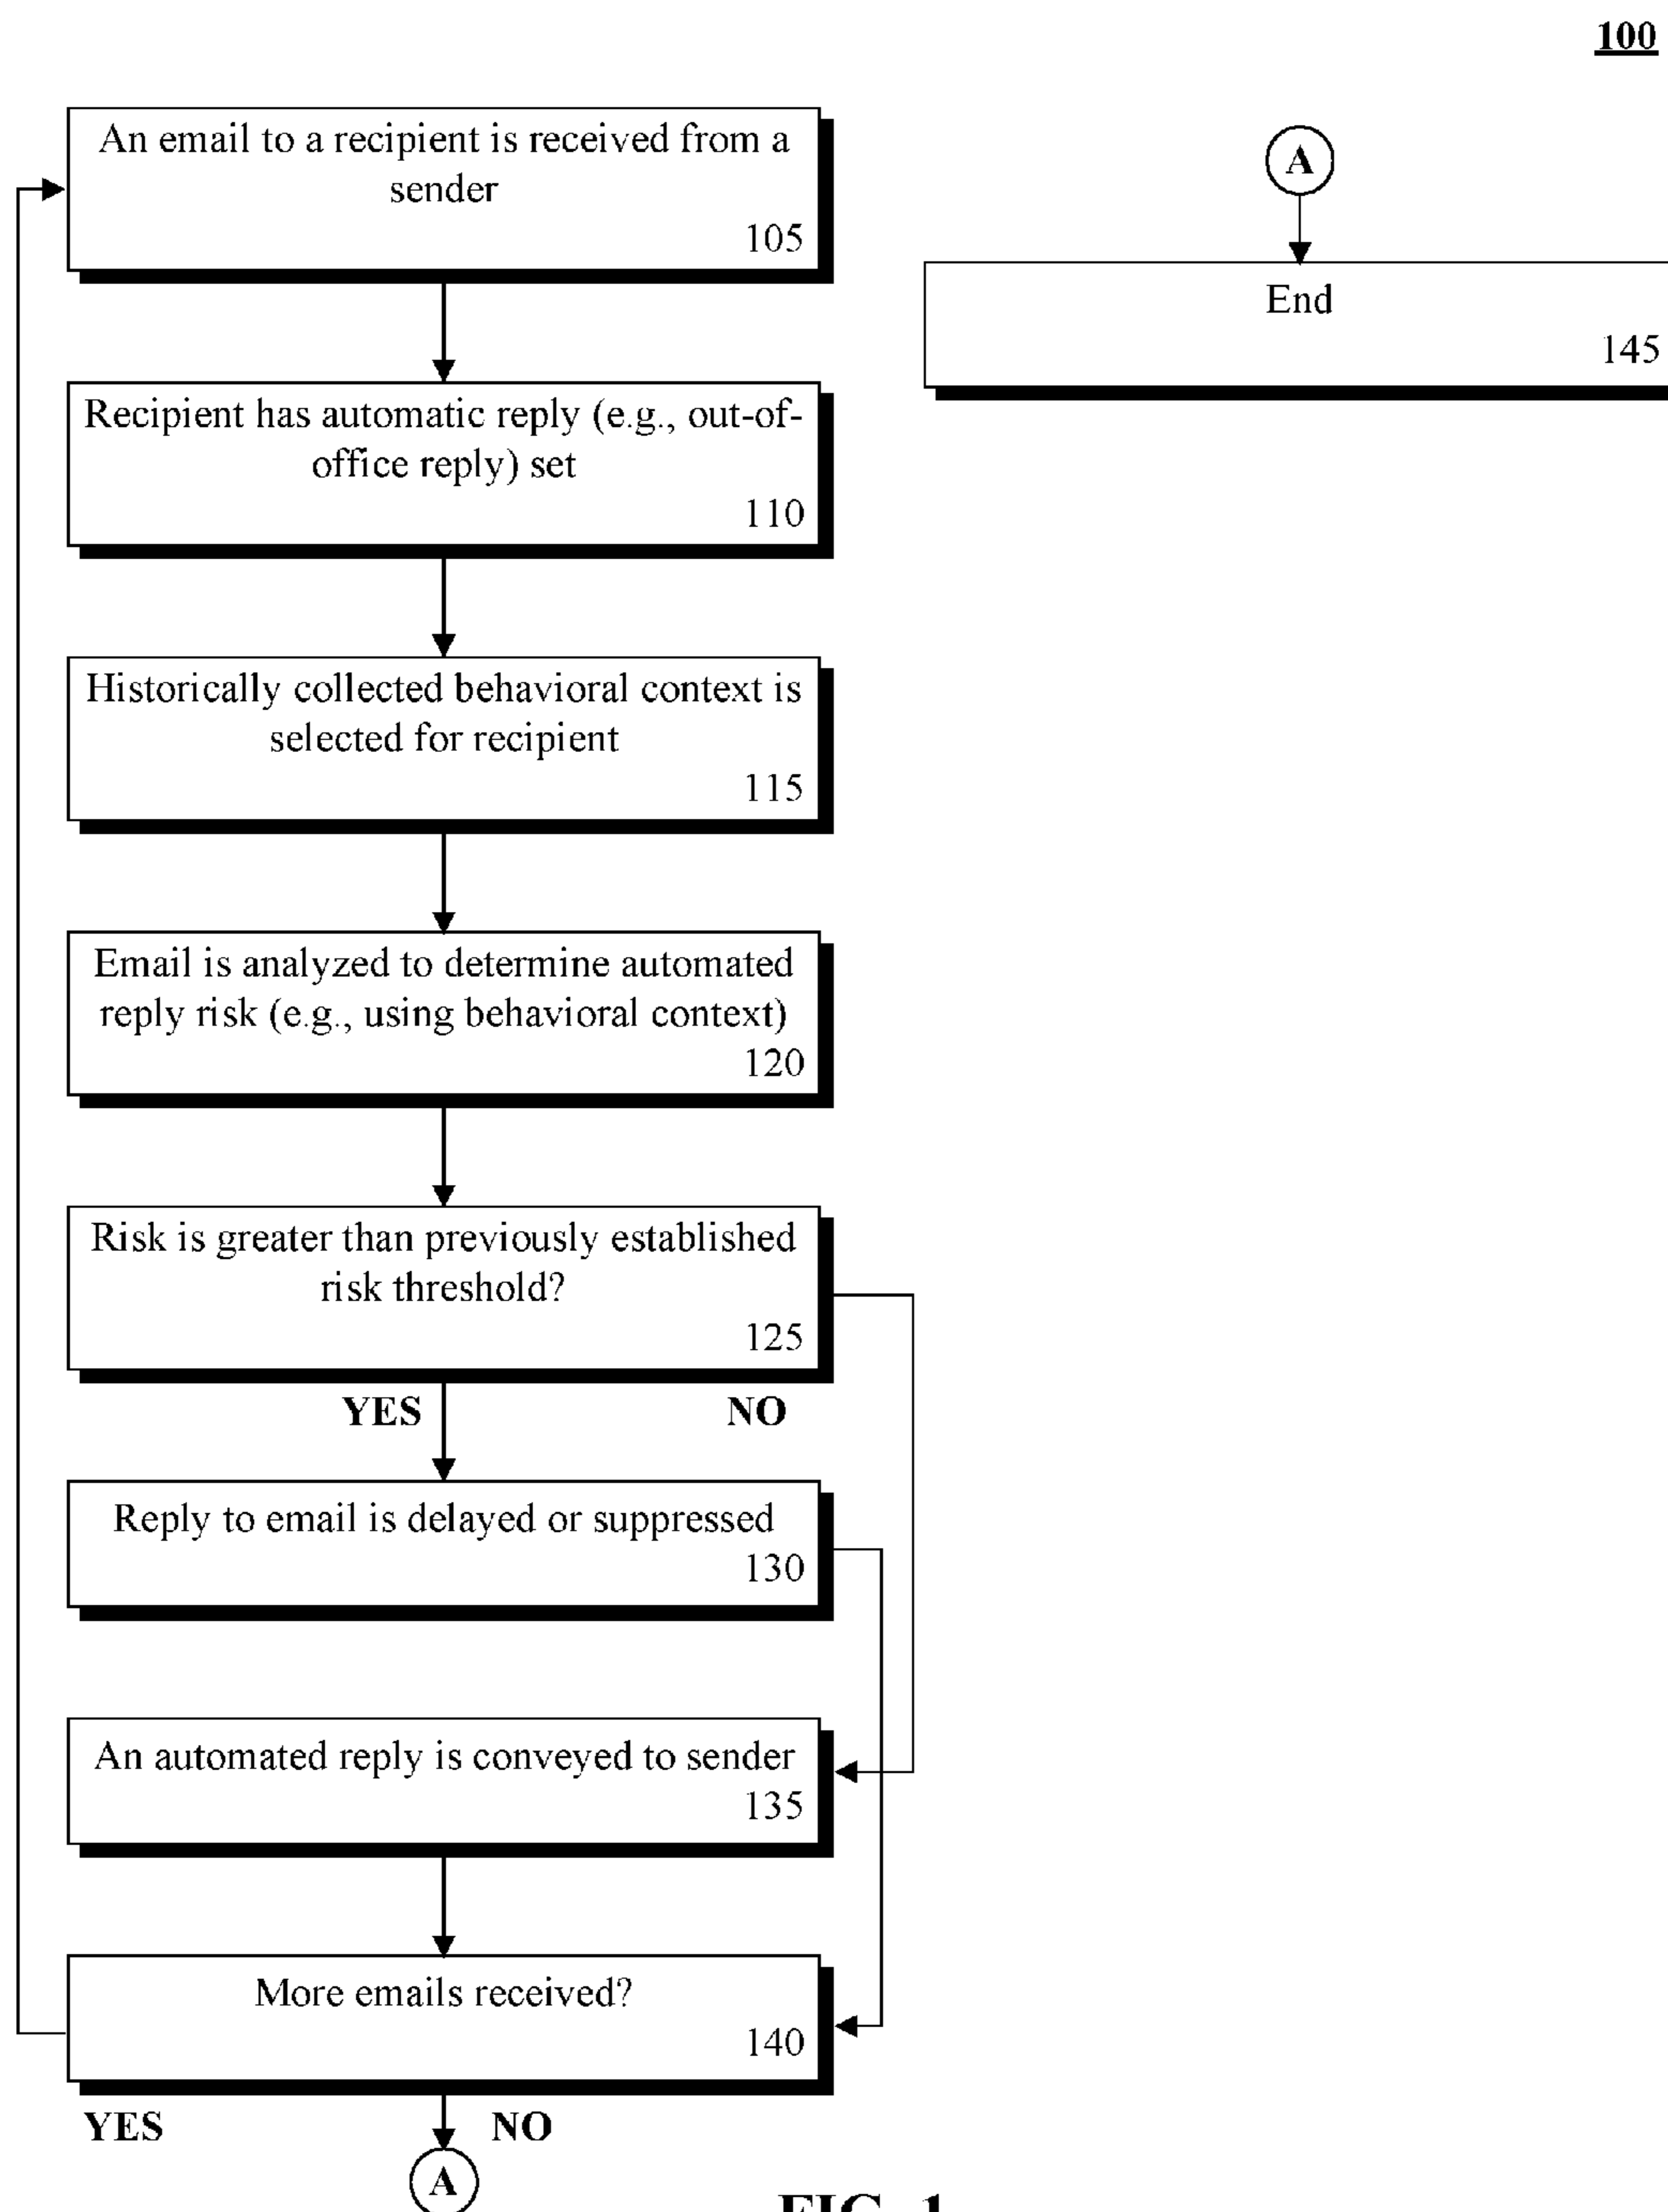 100
An email to a recipient is received from a
sender
105
Recipient has automatic reply (e.g., out-of-
office reply) set
110
Historically collected behavioral context is
selected for recipient
115
Email is analyzed to determine automated
reply risk (e.g., using behavioral context)
120
Risk is greater than previously established
risk threshold?
125
YES
NO
Reply to email is delayed or suppressed
130
An automated reply is conveyed to sender
135
More emails received?
140
YES
NO
A
A
End
145
FIG. 1